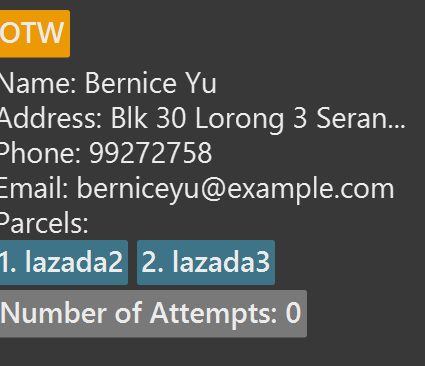 OTW
Name: Bernice Yu
Address: Blk 30 Lorong 3 Seran...
Phone: 99272758
Email: berniceyu@example.com
Parcels:
1. lazada2 2. lazada3
Number of Attempts: 0